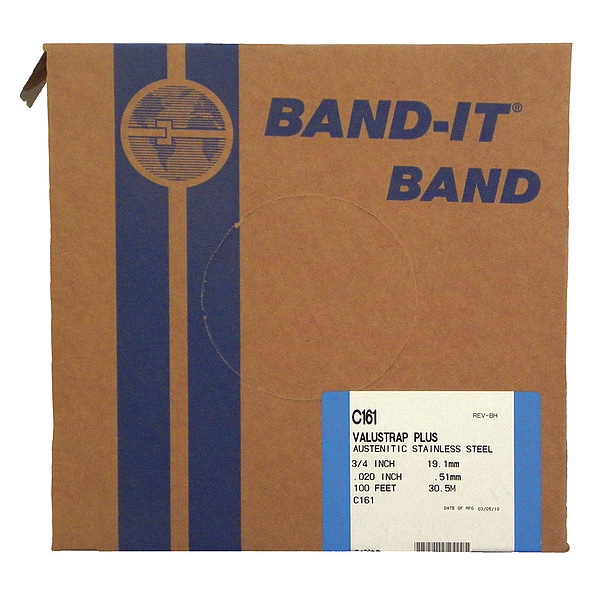 BAND-IT®
BAND
C161 REV-BH
VALUSTRAP PLUS
AUSTENITIC STAINLESS STEEL
3/4 INCH 19.1mm
.020 INCH .51mm
100 FEET 30.5M
C161
DATE OF MFG 03/05/10